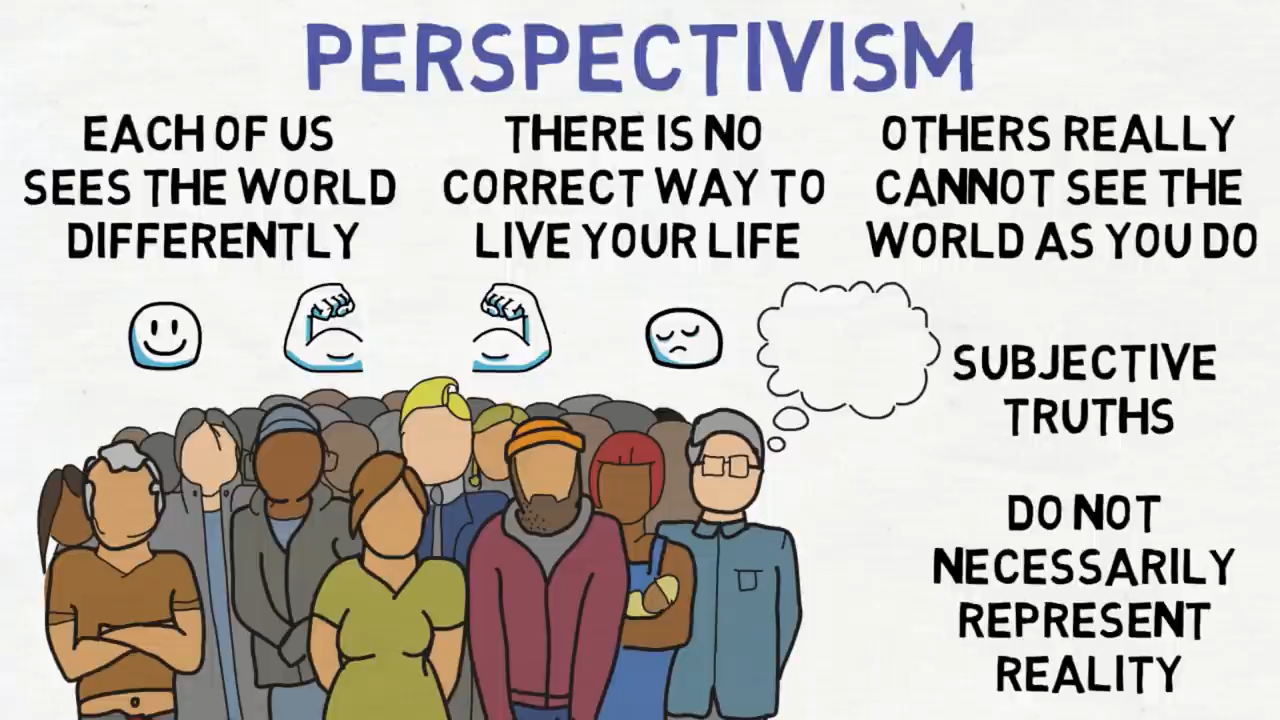 PERSPECTIVISM
EACH OF US
SEES THE WORLD
DIFFERENTLY
THERE IS NO
CORRECT WAY TO
LIVE YOUR LIFE
OTHERS REALLY
CANNOT SEE THE
WORLD AS YOU DO
SUBJECTIVE
TRUTHS
DO NOT
NECESSARILY
REPRESENT
REALITY